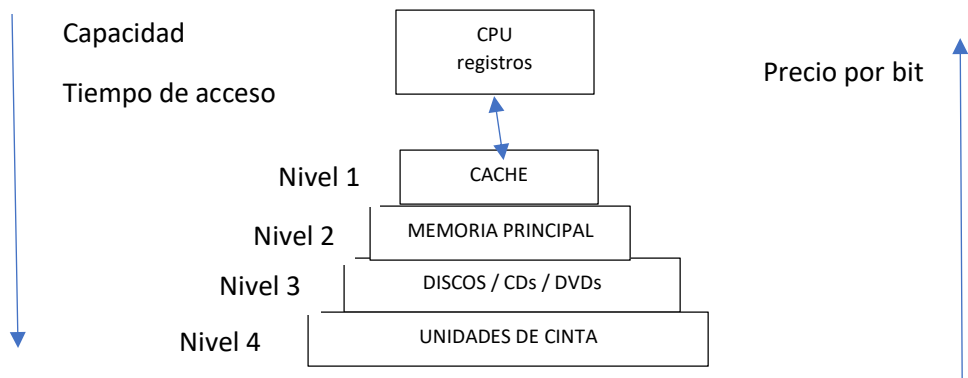 Capacidad
Tiempo de acceso
CPU
registros
Precio por bit
Nivel 1
CACHE
Nivel 2
MEMORIA PRINCIPAL
Nivel 3
DISCOS / CDs / DVDs
Nivel 4
UNIDADES DE CINTA